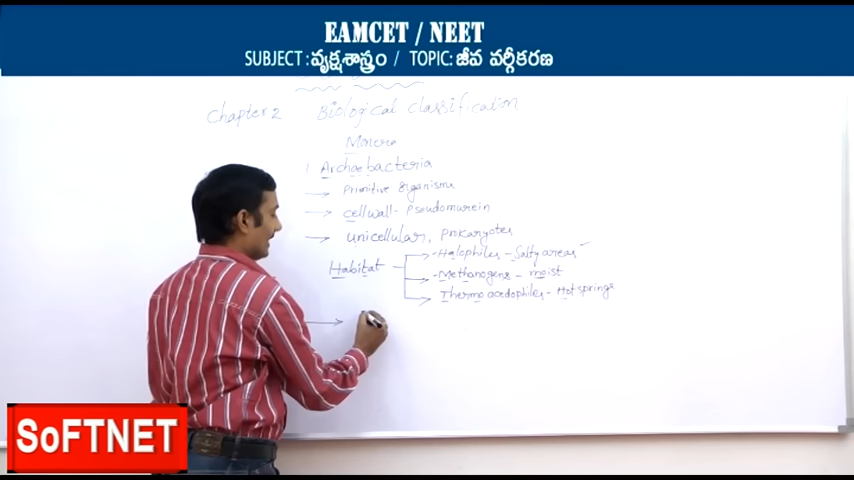 EAMCET / NEET
SUBJECT : వృక్షశాస్త్రం / TOPIC: జీవ వర్గీకరణ
Chapter 2 Biological classification
Monera
1 Archaebacteria
Primitive Organisms
cellwall - Pseudomurein
unicellular, Prokaryotes
Habitat
- Halophiles - Salty areas
- Methanogens - moist
Thermoacedophiles - Hot springs
SoFTNET